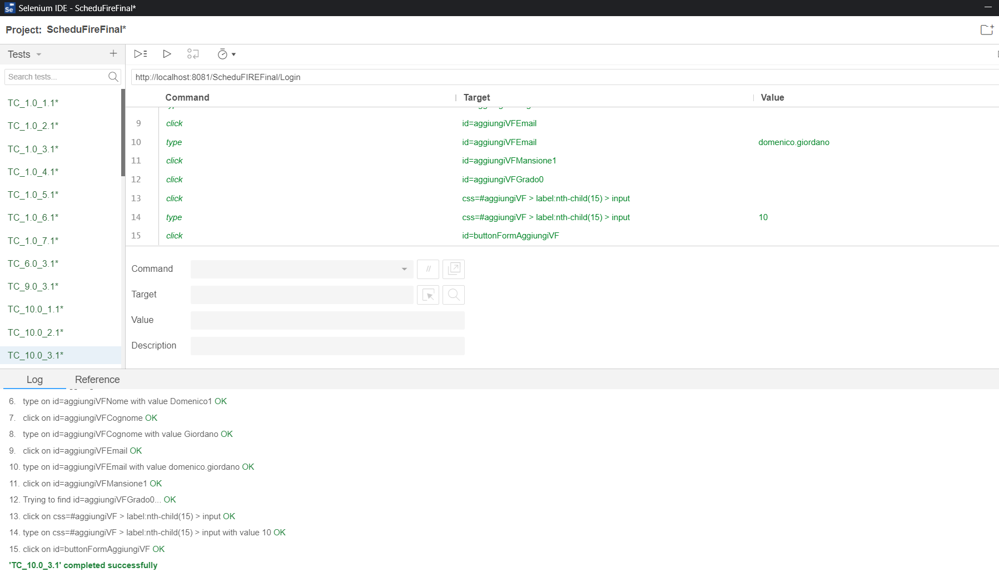 Selenium IDE - ScheduFireFinal*
Project: ScheduFireFinal*
Tests
Search tests...
http://localhost:8081/ScheduFIREFinal/Login
Command Target Value
TC_1.0_1.1*
TC_1.0_2.1*
TC_1.0_3.1*
TC_1.0_4.1*
TC_1.0_5.1*
TC_1.0_6.1*
TC_1.0_7.1*
TC_6.0_3.1*
TC_9.0_3.1*
TC_10.0_1.1*
TC_10.0_2.1*
TC_10.0_3.1*
9 click id=aggiungiVFEmail
10 type id=aggiungiVFEmail domenico.giordano
11 click id=aggiungiVFMansione1
12 click id=aggiungiVFGrado0
13 click css=#aggiungiVF > label:nth-child(15) > input
14 type css=#aggiungiVF > label:nth-child(15) > input 10
15 click id=buttonFormAggiungiVF
Command //
Target
Value
Description
Log Reference
6. type on id=aggiungiVFNome with value Domenico1 OK
7. click on id=aggiungiVFCognome OK
8. type on id=aggiungiVFCognome with value Giordano OK
9. click on id=aggiungiVFEmail OK
10. type on id=aggiungiVFEmail with value domenico.giordano OK
11. click on id=aggiungiVFMansione1 OK
12. Trying to find id=aggiungiVFGrado0... OK
13. click on css=#aggiungiVF > label:nth-child(15) > input OK
14. type on css=#aggiungiVF > label:nth-child(15) > input with value 10 OK
15. click on id=buttonFormAggiungiVF OK
'TC_10.0_3.1' completed successfully